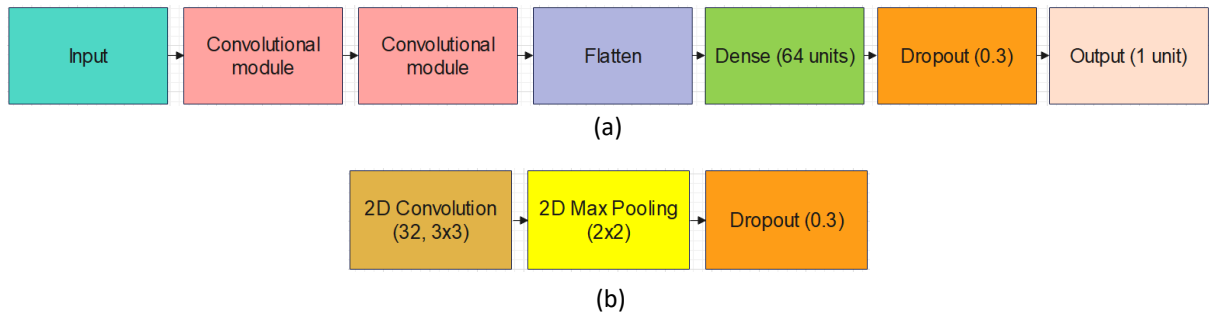 Input
Convolutional
module
Convolutional
module
Flatten
Dense (64 units)
Dropout (0.3)
Output (1 unit)
(a)
2D Convolution
(32, 3x3)
2D Max Pooling
(2x2)
Dropout (0.3)
(b)